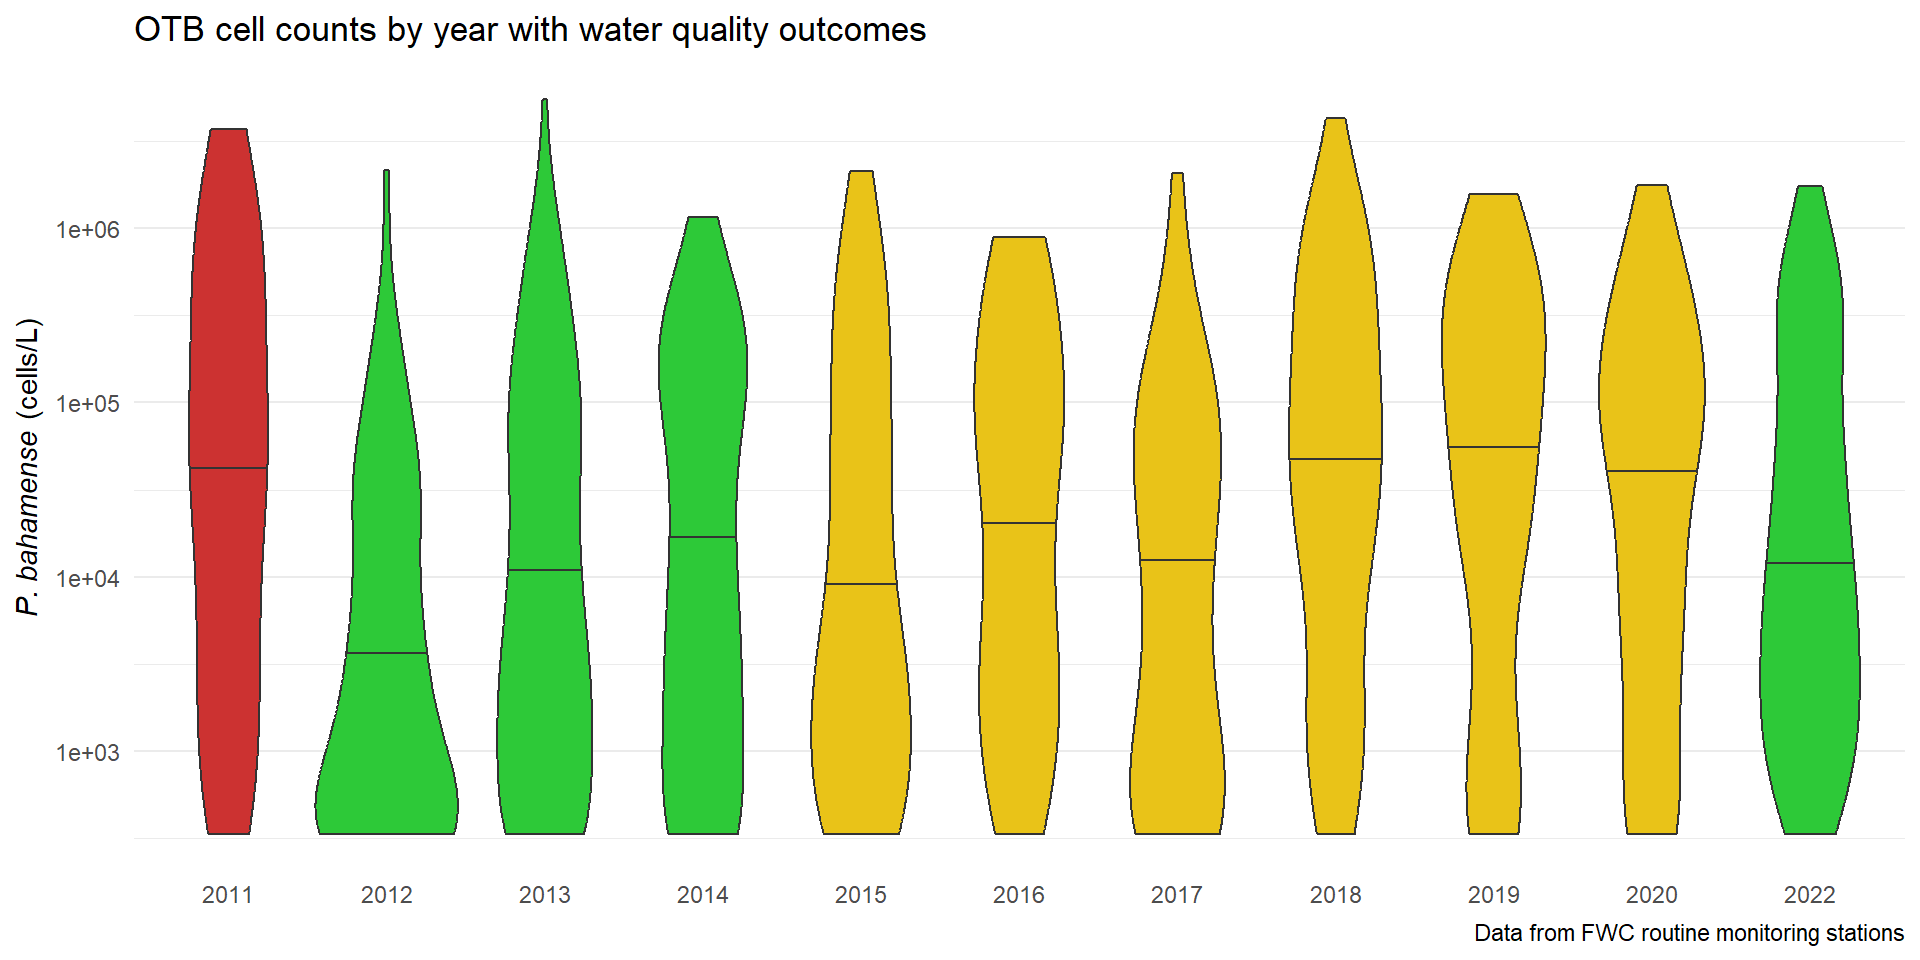 OTB cell counts by year with water quality outcomes
P. bahamense (cells/L)
1e+06
1e+05
1e+04
1e+03
2011 2012 2013 2014 2015 2016 2017 2018 2019 2020 2022
Data from FWC routine monitoring stations